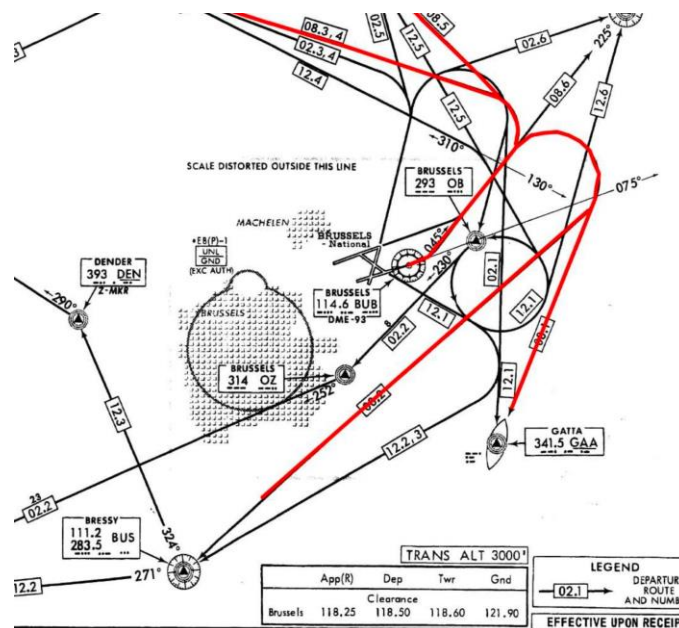 08.3,4
02.3,4
12.4
02.5
08.5
12.5
02.6
225°
08.6
12.6
12.5
←310°
130°→
075°
SCALE DISTORTED OUTSIDE THIS LINE
BRUSSELS
293 OB
MACHELEN
BRUSSELS
- National
*EB(P)-1
UNL
GND
(EXC AUTH)
045°
←230°
02.1
DENDER
393 DEN
Z-MKR
←290°
BRUSSELS
BRUSSELS
114.6 BUB
DME-93
12.1
12.1
8
02.2
08.1
BRUSSELS
314 OZ
←252°
08.2
12.1
12.3
12.2,3
GATTA
341.5 GAA
23
02.2
BRESSY
111.2 BUS
283.5
324°
271°
12.2
TRANS ALT 3000'
App(R) Dep Twr Gnd
Clearance
Brussels 118.25 118.50 118.60 121.90
LEGEND
02.1
DEPARTUR
ROUTE
AND NUMB
EFFECTIVE UPON RECEIP